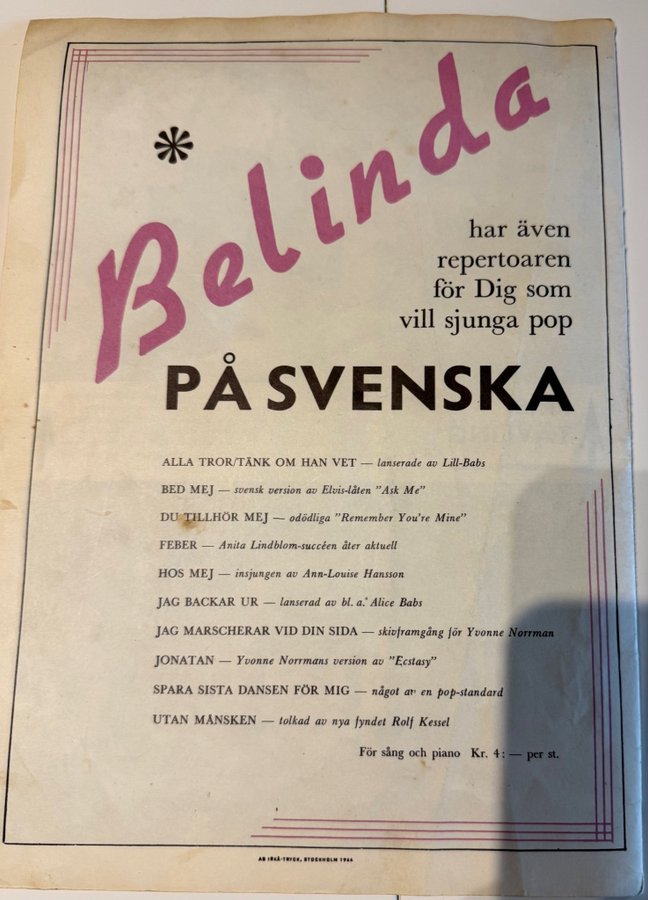 Belinda
har även
repertoaren
för Dig som
vill sjunga pop
PÅ SVENSKA
ALLA TROR/TÄNK OM HAN VET — lanserade av Lill-Babs
BED MEJ — svensk version av Elvis-låten "Ask Me"
DU TILLHÖR MEJ — odödliga "Remember You're Mine"
FEBER — Anita Lindblom-succéen åter aktuell
HOS MEJ — insjungen av Ann-Louise Hansson
JAG BACKAR UR — lanserad av bl. a. Alice Babs
JAG MARSCHERAR VID DIN SIDA — skivframgång för Yvonne Norrman
JONATAN — Yvonne Norrmans version av "Ecstasy"
SPARA SISTA DANSEN FÖR MIG — något av en pop-standard
UTAN MÅNSKEN — tolkad av nya fyndet Rolf Kessel
För sång och piano Kr. 4: — per st.
AB IRKÅ-TRYCK, STOCKHOLM 1966